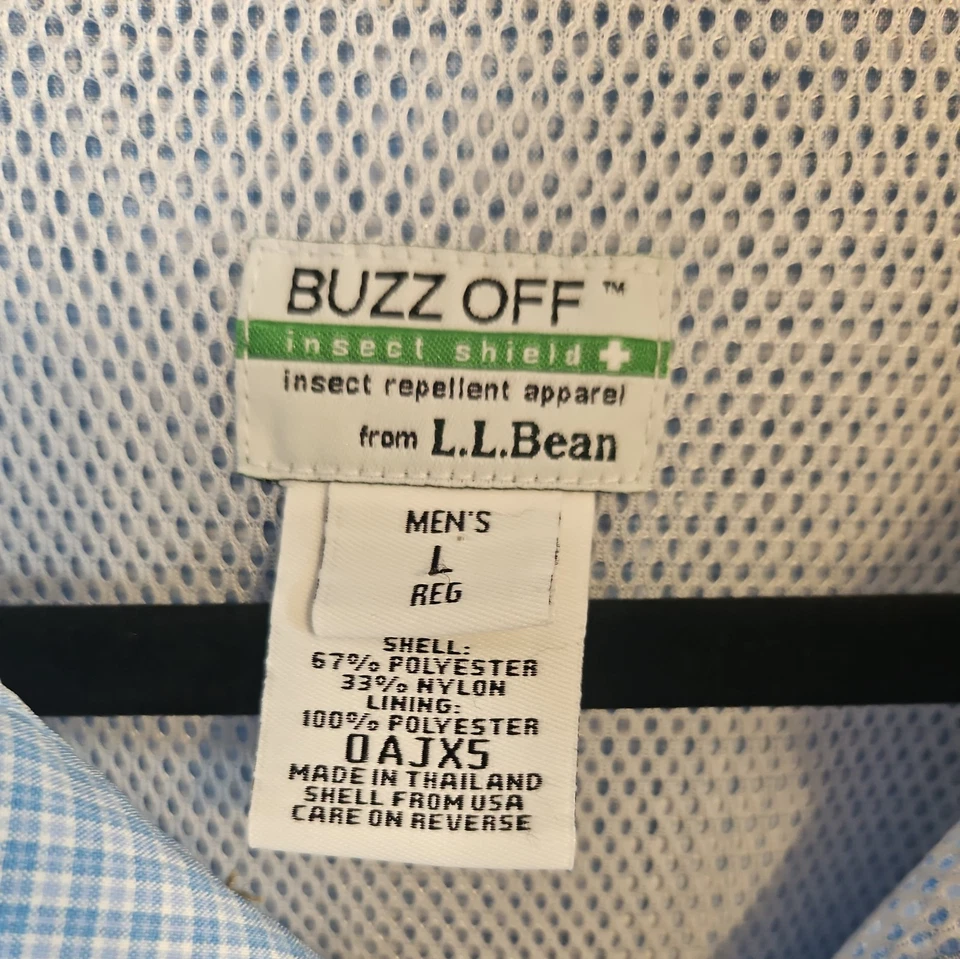 BUZZ OFF ™
insect shield
insect repellent apparel
from L.L.Bean
MEN'S
L
REG
SHELL:
67% POLYESTER
33% NYLON
LINING:
100% POLYESTER
0AJX5
MADE IN THAILAND
SHELL FROM USA
CARE ON REVERSE